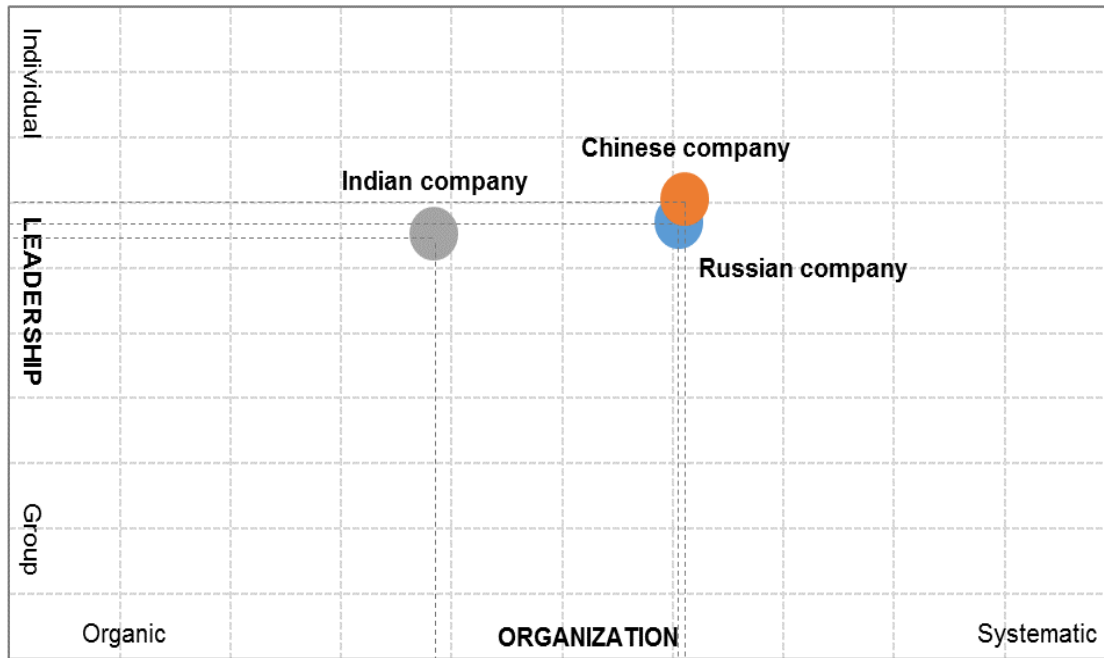 Individual
LEADERSHIP
Group
Chinese company
Indian company
Russian company
Organic
ORGANIZATION
Systematic